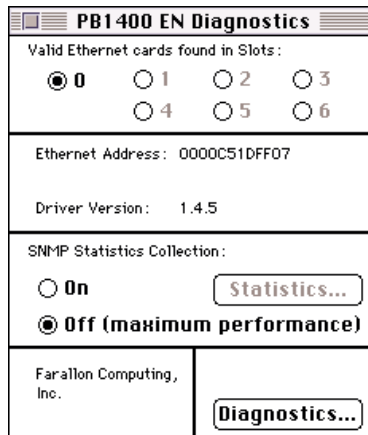 PB1400 EN Diagnostics
Valid Ethernet cards found in Slots:
0 1 2 3
4 5 6
Ethernet Address: 0000C51DFF07
Driver Version: 1.4.5
SNMP Statistics Collection:
On Statistics...
Off (maximum performance)
Farallon Computing,
Inc.
Diagnostics...